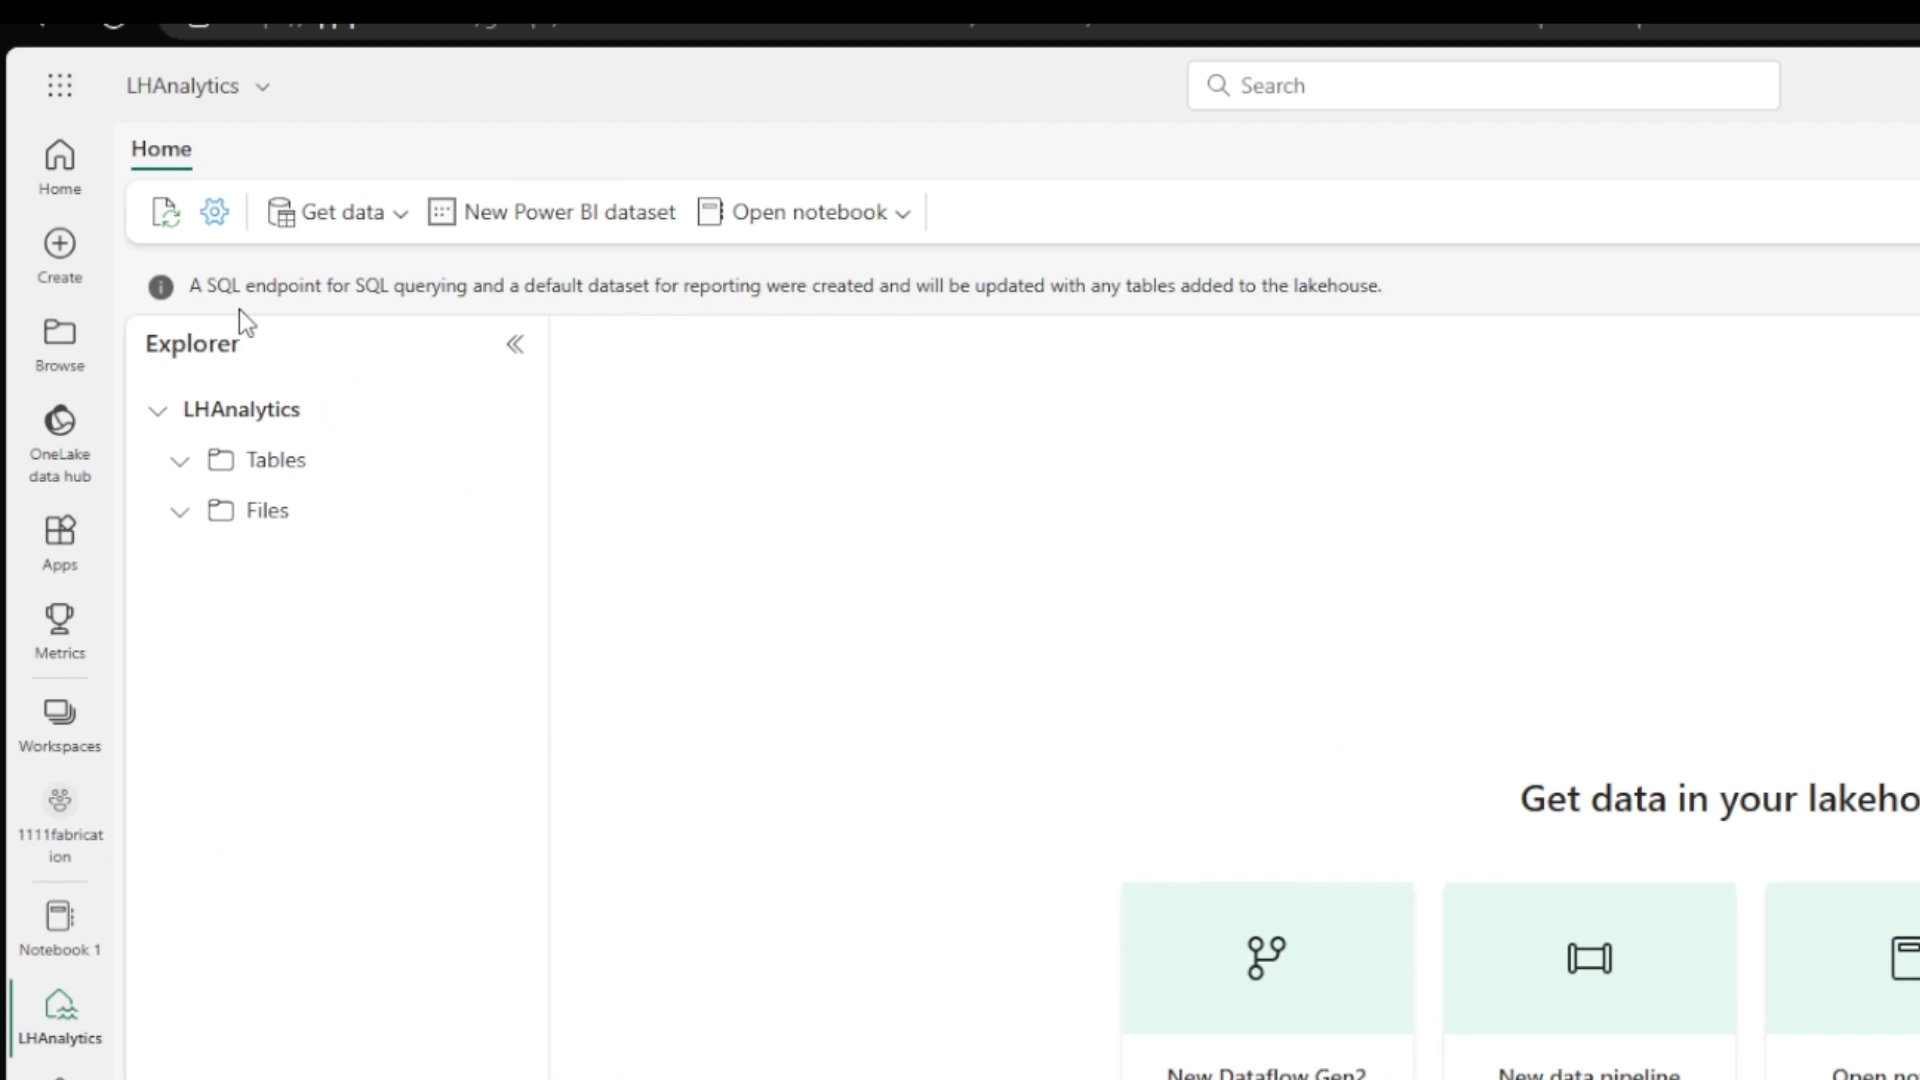 LHAnalytics
Search
Home
Home
Get data
New Power BI dataset
Open notebook
Create
A SQL endpoint for SQL querying and a default dataset for reporting were created and will be updated with any tables added to the lakehouse.
Explorer
Browse
LHAnalytics
OneLake
data hub
Tables
Files
Apps
Metrics
Workspaces
Get data in your lakeho
1111fabricat
ion
Notebook 1
LHAnalytics
New Dataflow Gen2
New data pipeline
Open no